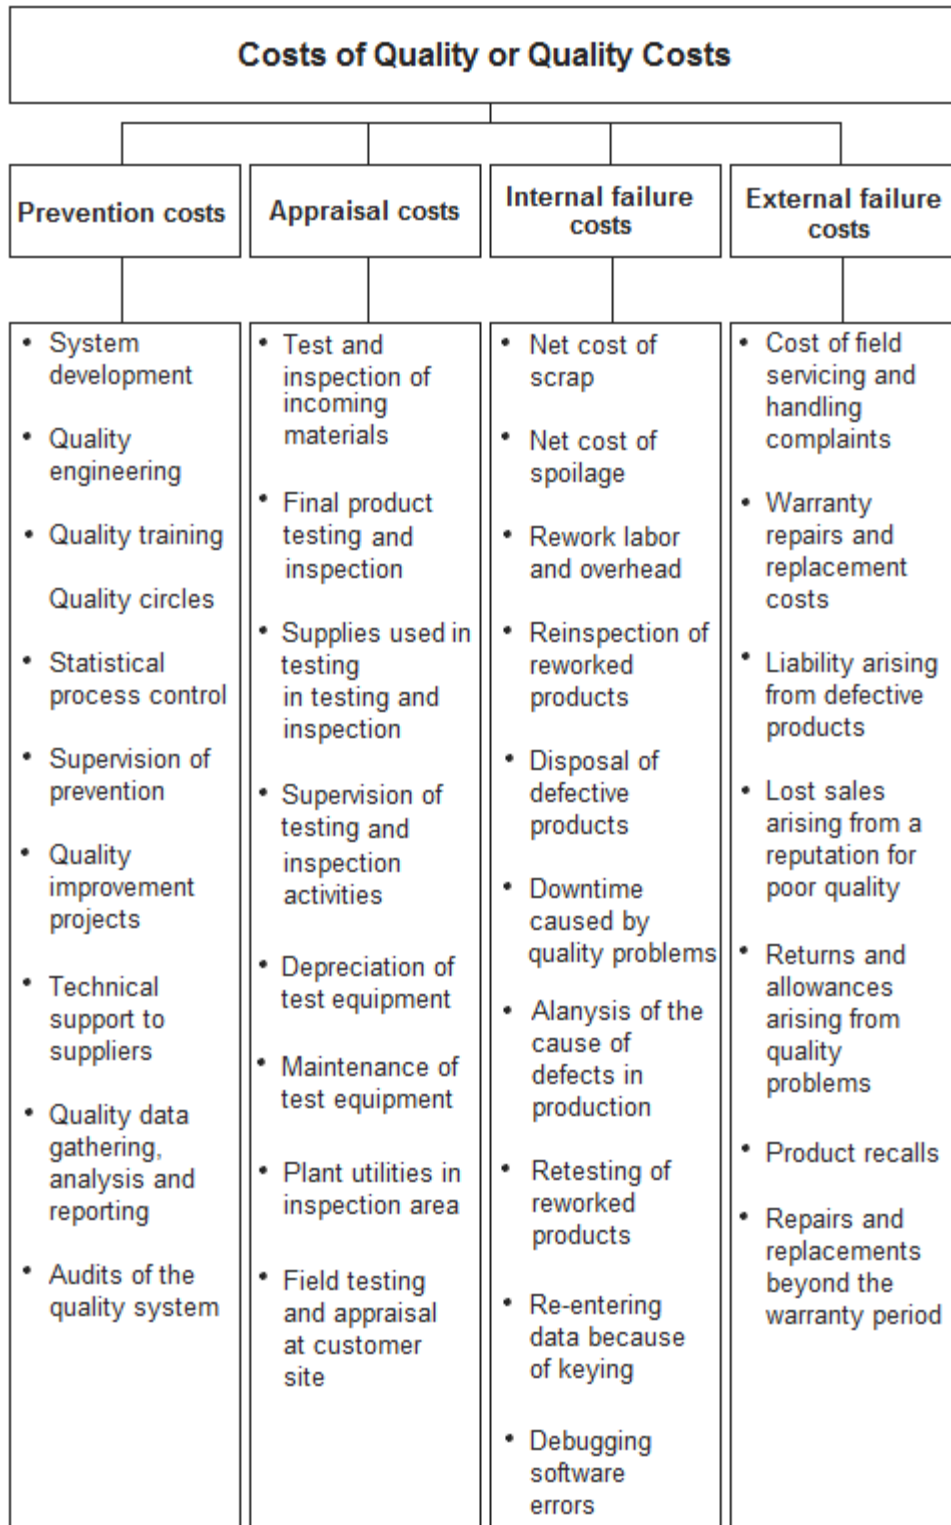 Costs of Quality or Quality Costs
Prevention costs
Appraisal costs
Internal failure
costs
External failure
costs
• System
development
• Quality
engineering
• Quality training
Quality circles
• Statistical
process control
• Supervision of
prevention
• Quality
improvement
projects
• Technical
support to
suppliers
• Quality data
gathering,
analysis and
reporting
• Audits of the
quality system
• Test and
inspection of
incoming
materials
• Final product
testing and
inspection
• Supplies used in
testing
in testing and
inspection
• Supervision of
testing and
inspection
activities
• Depreciation of
test equipment
• Maintenance of
test equipment
• Plant utilities in
inspection area
• Field testing
and appraisal
at customer
site
• Net cost of
scrap
• Net cost of
spoilage
• Rework labor
and overhead
• Reinspection of
reworked
products
• Disposal of
defective
products
• Downtime
caused by
quality problems
• Alanysis of the
cause of
defects in
production
• Retesting of
reworked
products
• Re-entering
data because
of keying
• Debugging
software
errors
• Cost of field
servicing and
handling
complaints
• Warranty
repairs and
replacement
costs
• Liability arising
from defective
products
• Lost sales
arising from a
reputation for
poor quality
• Returns and
allowances
arising from
quality
problems
• Product recalls
• Repairs and
replacements
beyond the
warranty period